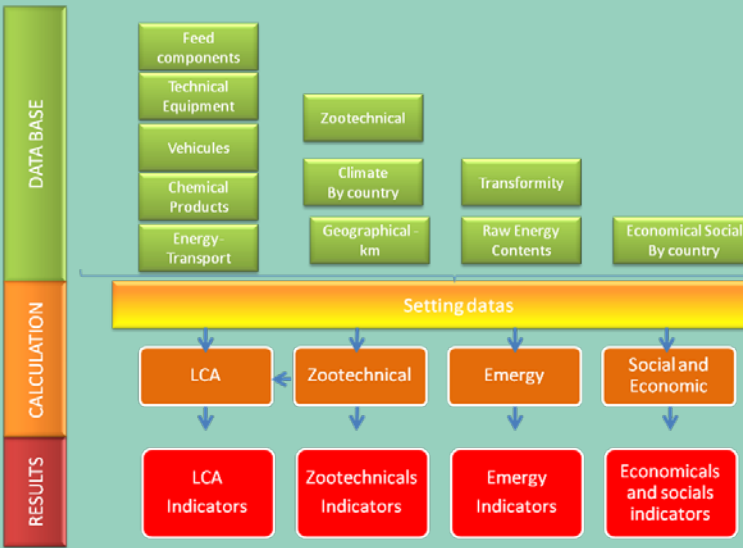 DATA BASE
Feed
components
Technical
Equipment
Vehicules
Chemical
Products
Energy-
Transport
Zootechnical
Climate
By country
Geographical -
km
Transformity
Raw Energy
Contents
Economical Social
By country
CALCULATION
Setting datas
LCA
Zootechnical
Emergy
Social and
Economic
RESULTS
LCA
Indicators
Zootechnicals
Indicators
Emergy
Indicators
Economicals
and socials
indicators